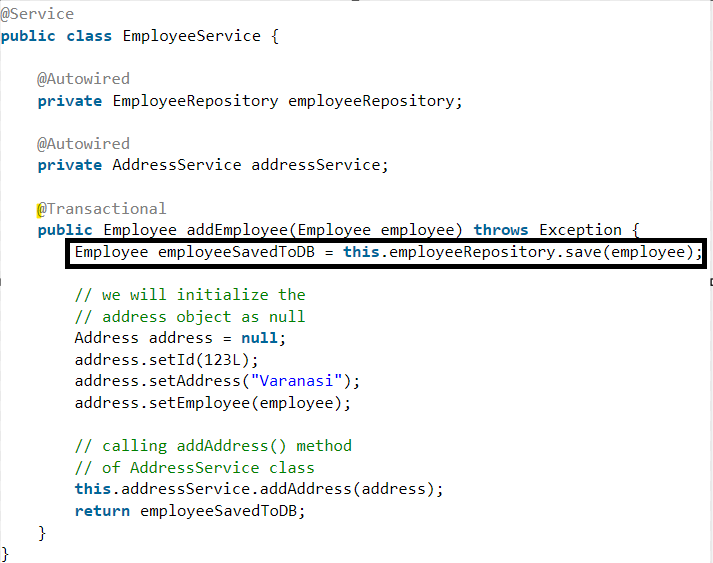 @Service
public class EmployeeService {
@Autowired
private EmployeeRepository employeeRepository;
@Autowired
private AddressService addressService;
@Transactional
public Employee addEmployee(Employee employee) throws Exception {
Employee employeeSavedToDB = this.employeeRepository.save(employee);
// we will initialize the
// address object as null
Address address = null;
address.setId(123L);
address.setAddress("Varanasi");
address.setEmployee(employee);
// calling addAddress() method
// of AddressService class
this.addressService.addAddress(address);
return employeeSavedToDB;
}
}